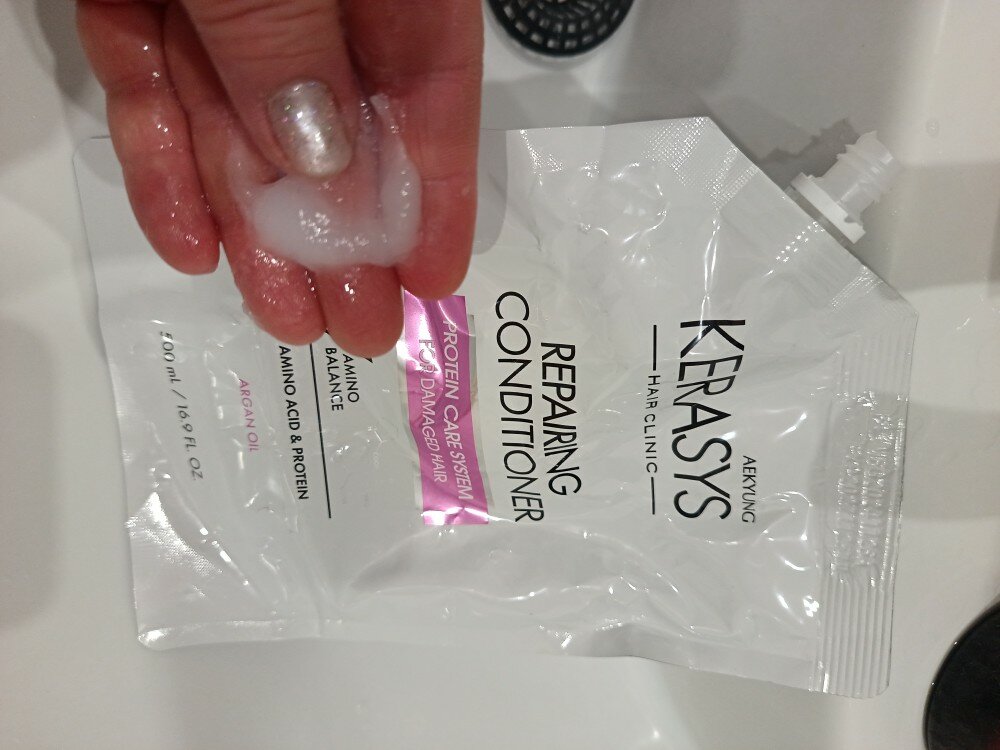 AEKYUNG
KERASYS
HAIR CLINIC
REPAIRING
CONDITIONER
PROTEIN CARE SYSTEM
FOR DAMAGED HAIR
AMINO
BALANCE
AMINO ACID & PROTEIN
ARGAN OIL
500 mL / 16.9 FL. OZ